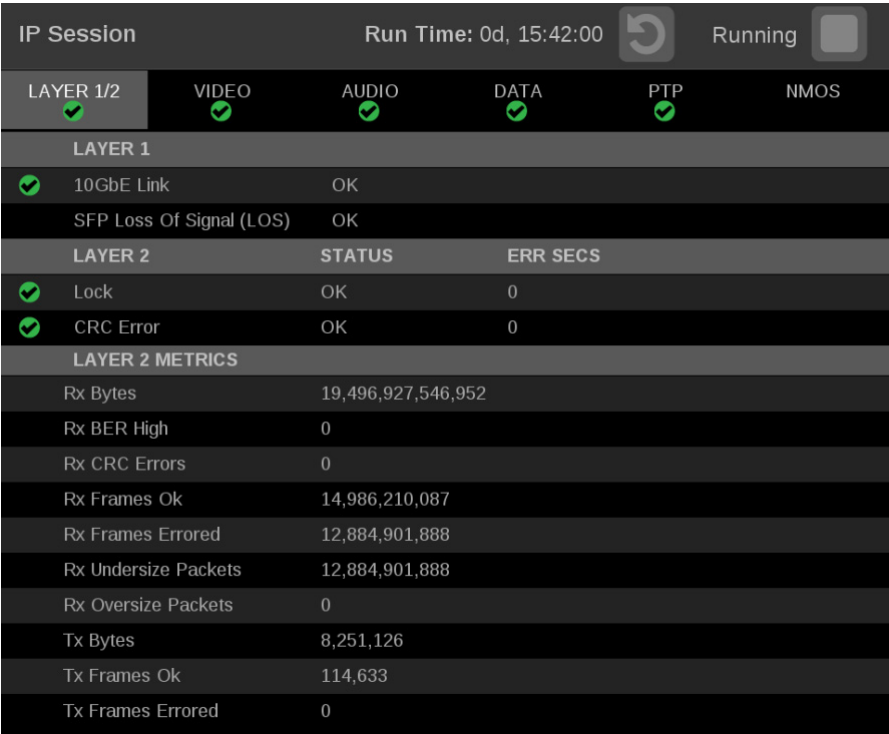 IP Session Run Time: 0d, 15:42:00 Running
LAYER 1/2 VIDEO AUDIO DATA PTP NMOS
LAYER 1
10GbE Link OK
SFP Loss Of Signal (LOS) OK
LAYER 2 STATUS ERR SECS
Lock OK 0
CRC Error OK 0
LAYER 2 METRICS
Rx Bytes 19,496,927,546,952
Rx BER High 0
Rx CRC Errors 0
Rx Frames Ok 14,986,210,087
Rx Frames Errored 12,884,901,888
Rx Undersize Packets 12,884,901,888
Rx Oversize Packets 0
Tx Bytes 8,251,126
Tx Frames Ok 114,633
Tx Frames Errored 0